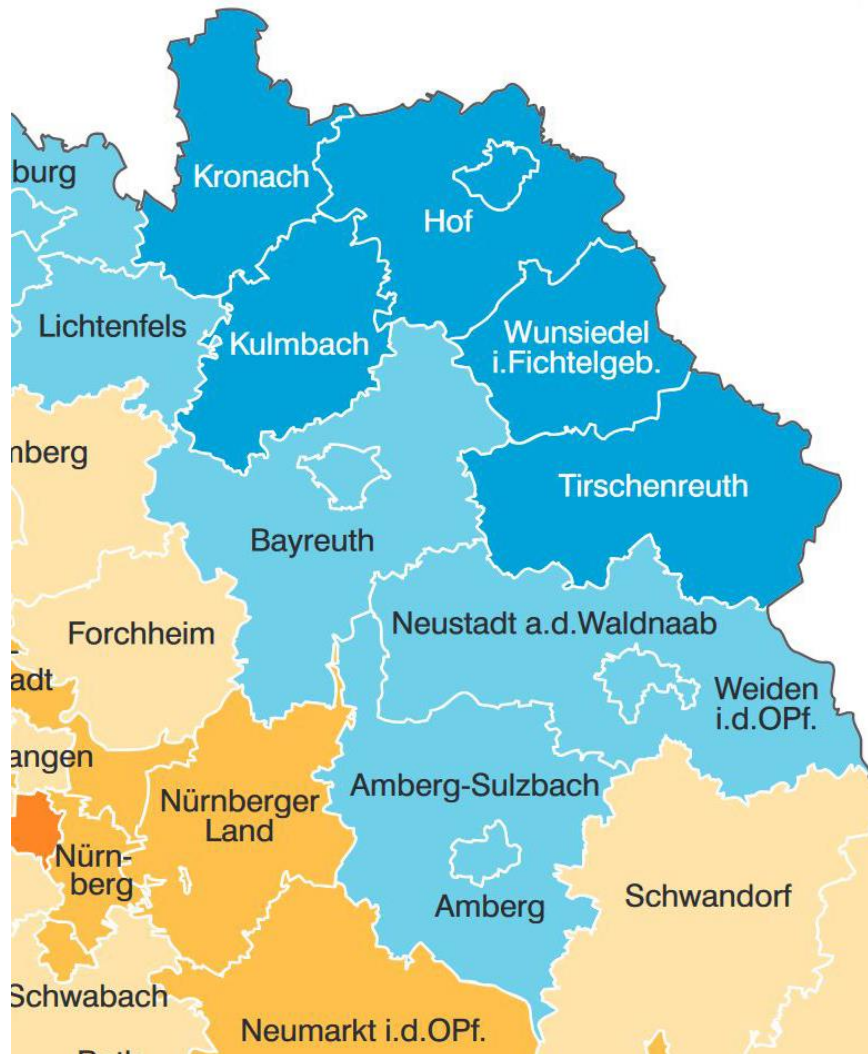 burg
Kronach
Hof
Lichtenfels
Kulmbach
Wunsiedel
i.Fichtelgeb.
mberg
Tirschenreuth
Bayreuth
Forchheim
Neustadt a.d.Waldnaab
adt
Weiden
i.d.OPf.
angen
Amberg-Sulzbach
Nürnberger
Land
Nürn-
berg
Amberg
Schwandorf
Schwabach
Neumarkt i.d.OPf.